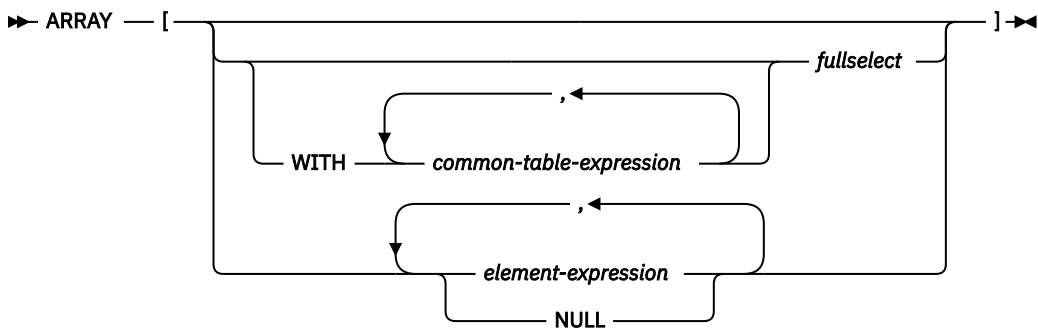 ARRAY [ ]
fullselect
,
WITH common-table-expression
,
element-expression
NULL